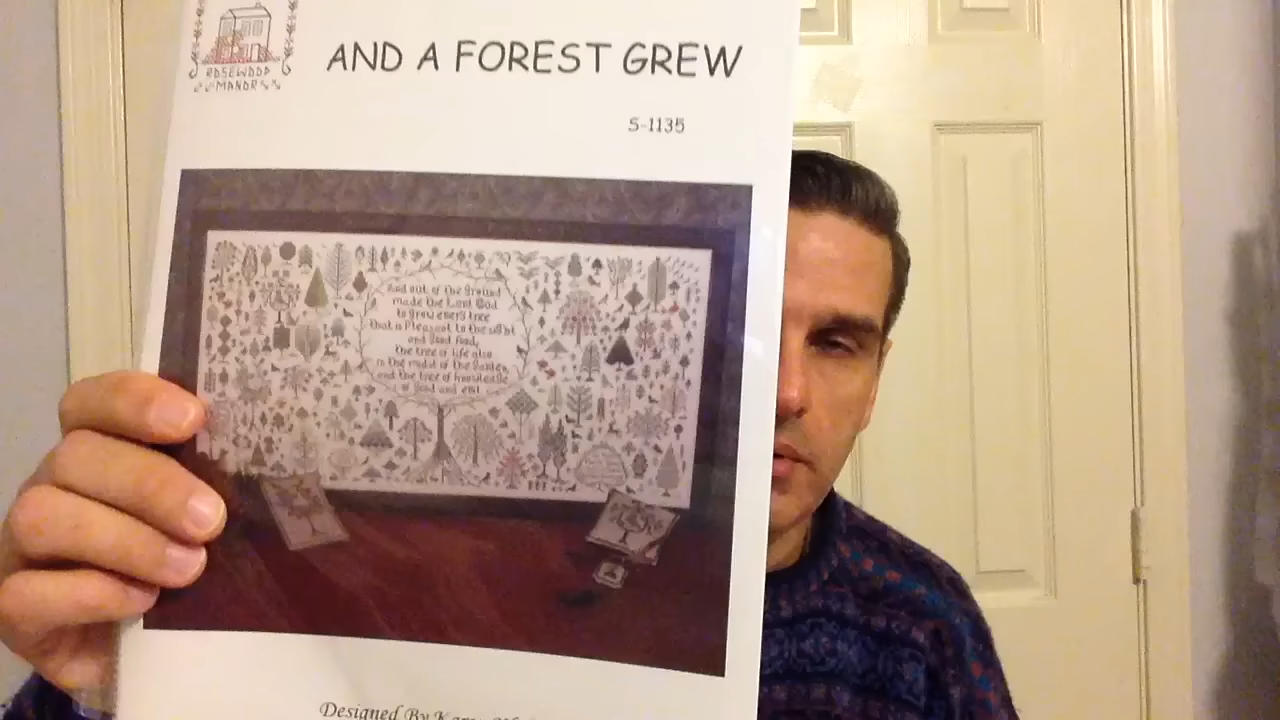 ROSEWOOD
MANOR
AND A FOREST GREW
S-1135
And out of the Ground
made the Lord God
to grow every tree
that is Pleasant to the sight
and Good food,
the tree of life also
in the midst of the Garden,
and the tree of knowledge
of Good and evil
Designed By